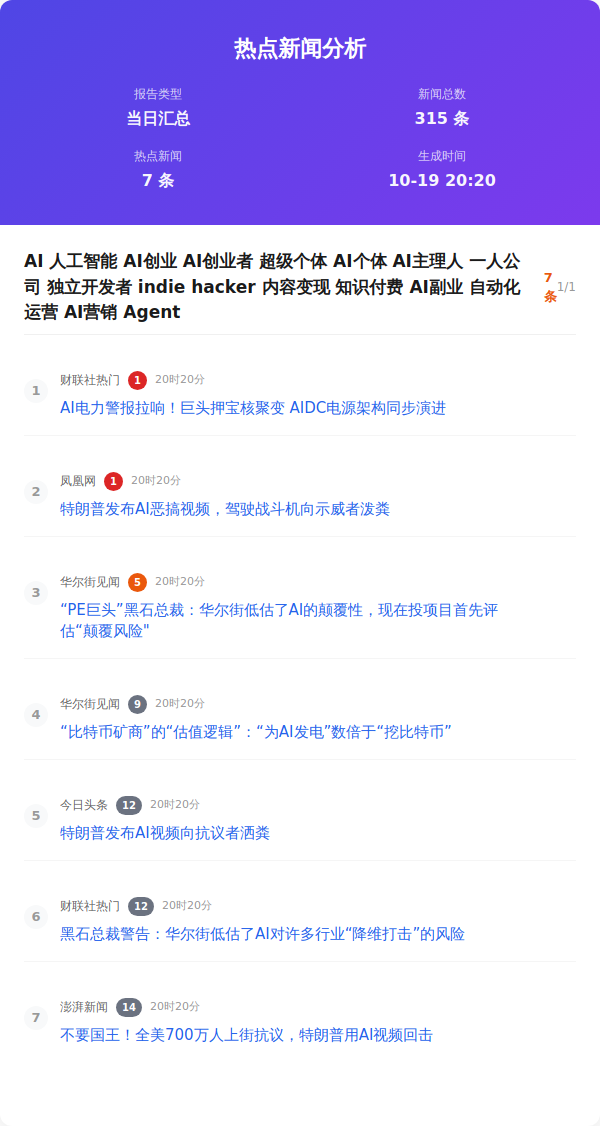 热点新闻分析
报告类型
当日汇总
新闻总数
315 条
热点新闻
7 条
生成时间
10-19 20:20
AI 人工智能 AI创业 AI创业者 超级个体 AI个体 AI主理人 一人公
司 独立开发者 indie hacker 内容变现 知识付费 AI副业 自动化
运营 AI营销 Agent
7
条
1/1
1
财联社热门 1 20时20分
AI电力警报拉响！巨头押宝核聚变 AIDC电源架构同步演进
2
凤凰网 1 20时20分
特朗普发布AI恶搞视频，驾驶战斗机向示威者泼粪
3
华尔街见闻 5 20时20分
“PE巨头”黑石总裁：华尔街低估了AI的颠覆性，现在投项目首先评
估“颠覆风险"
4
华尔街见闻 9 20时20分
“比特币矿商”的“估值逻辑”：“为AI发电”数倍于“挖比特币”
5
今日头条 12 20时20分
特朗普发布AI视频向抗议者洒粪
6
财联社热门 12 20时20分
黑石总裁警告：华尔街低估了AI对许多行业“降维打击”的风险
7
澎湃新闻 14 20时20分
不要国王！全美700万人上街抗议，特朗普用AI视频回击